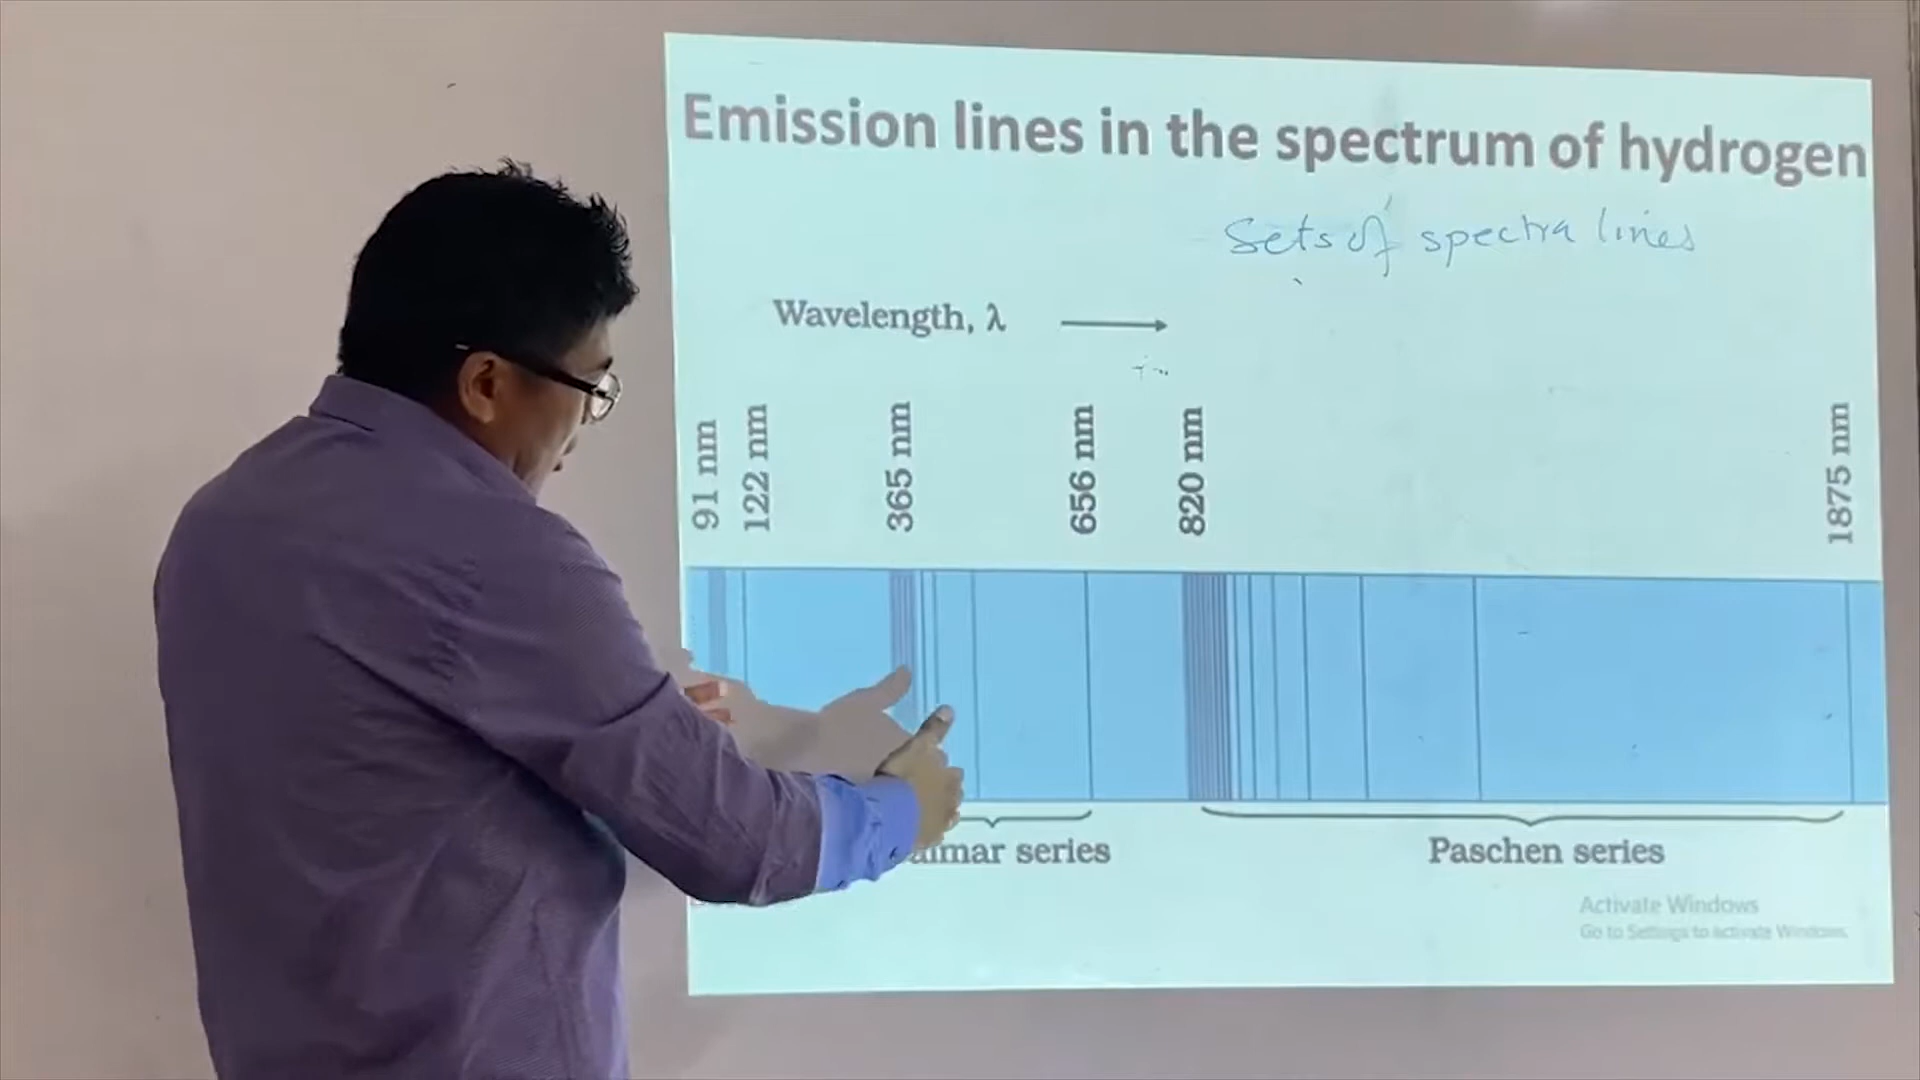 Emission lines in the spectrum of hydrogen
Sets of spectra lines
Wavelength, λ
91 nm
122 nm
365 nm
656 nm
820 nm
1875 nm
series
Paschen series
Activate Windows
Go to Settings to activate Windows.